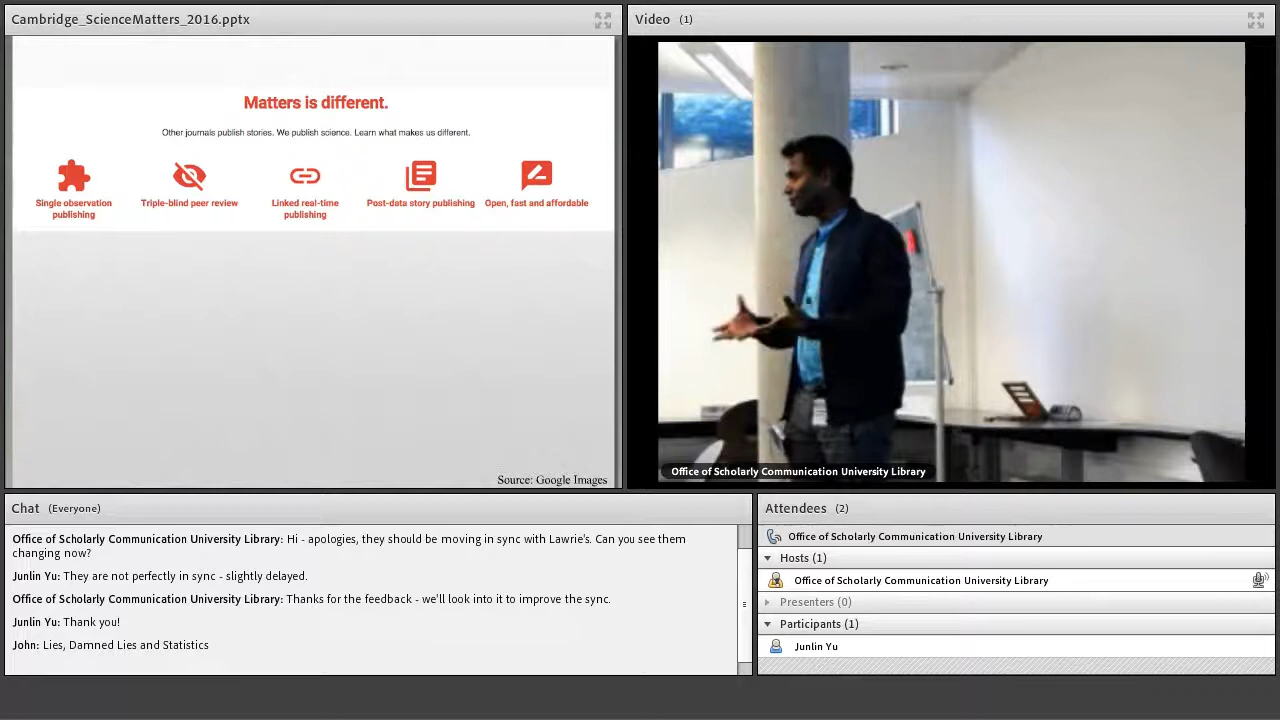 Cambridge_ScienceMatters_2016.pptx
Matters is different.
Other journals publish stories. We publish science. Learn what makes us different.
Single observation
publishing
Triple-blind peer review
Linked real-time
publishing
Post-data story publishing
Open, fast and affordable
Source: Google Images
Video (1)
Office of Scholarly Communication University Library
Chat (Everyone)
Office of Scholarly Communication University Library: Hi - apologies, they should be moving in sync with Lawrie's. Can you see them
changing now?
Junlin Yu: They are not perfectly in sync - slightly delayed.
Office of Scholarly Communication University Library: Thanks for the feedback - we'll look into it to improve the sync.
Junlin Yu: Thank you!
John: Lies, Damned Lies and Statistics
Attendees (2)
Office of Scholarly Communication University Library
Hosts (1)
Office of Scholarly Communication University Library
Presenters (0)
Participants (1)
Junlin Yu